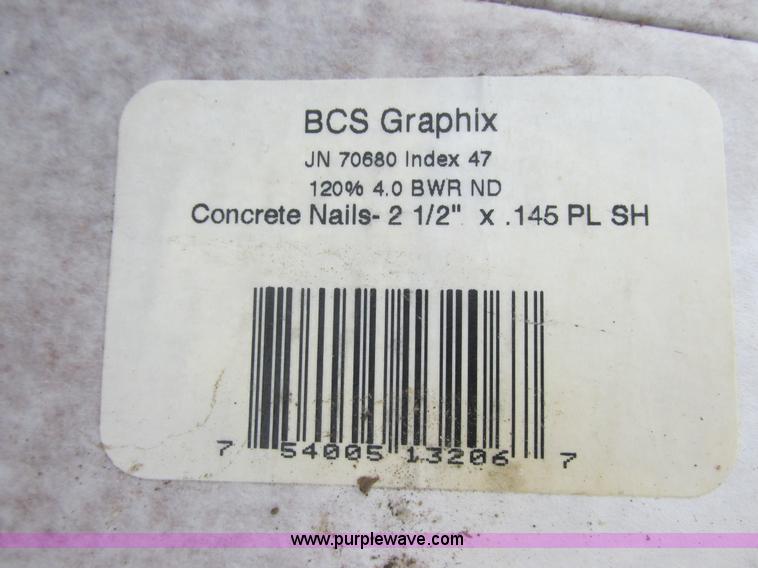 BCS Graphix
JN 70680 Index 47
120% 4.0 BWR ND
Concrete Nails- 2 1/2" x .145 PL SH
7 54005 13206 7
www.purplewave.com